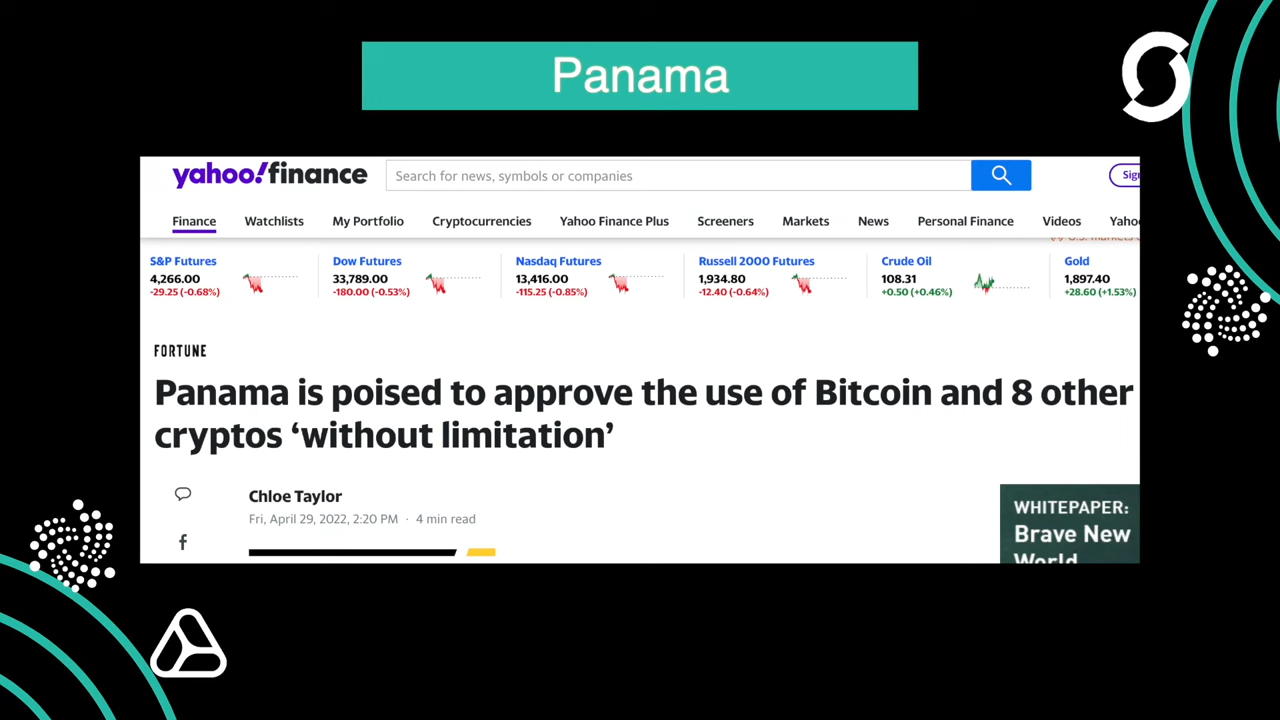 Panama
yahoo!finance
Search for news, symbols or companies
Sign
Finance Watchlists My Portfolio Cryptocurrencies Yahoo Finance Plus Screeners Markets News Personal Finance Videos Yahoo
S&P Futures
4,266.00
-29.25 (-0.68%)
Dow Futures
33,789.00
-180.00 (-0.53%)
Nasdaq Futures
13,416.00
-115.25 (-0.85%)
Russell 2000 Futures
1,934.80
-12.40 (-0.64%)
Crude Oil
108.31
+0.50 (+0.46%)
Gold
1,897.40
+28.60 (+1.53%)
FORTUNE
Panama is poised to approve the use of Bitcoin and 8 other
cryptos ‘without limitation’
Chloe Taylor
Fri, April 29, 2022, 2:20 PM · 4 min read
WHITEPAPER:
Brave New
World